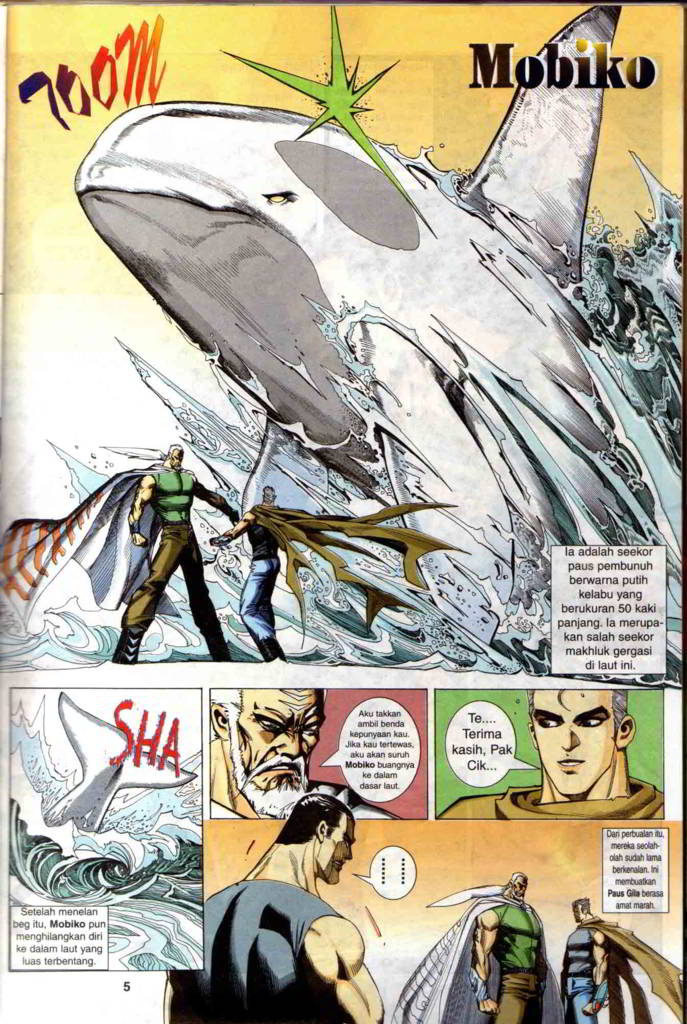 ZOOM
Mobiko
Ia adalah seekor
paus pembunuh
berwarna putih
kelabu yang
berukuran 50 kaki
panjang. Ia merupa-
kan salah seekor
makhluk gergasi
di laut ini.
SHA
Setelah menelan
beg itu, Mobiko pun
menghilangkan diri
ke dalam laut yang
luas terbentang.
Aku takkan
ambil benda
kepunyaan kau.
Jika kau tertewas,
aku akan suruh
Mobiko buangnya
ke dalam
dasar laut.
Te....
Terima
kasih, Pak
Cik...
Dari perbualan itu,
mereka seolah-
olah sudah lama
berkenalan. Ini
membuatkan
Paus Gila berasa
amat marah.
! !
5